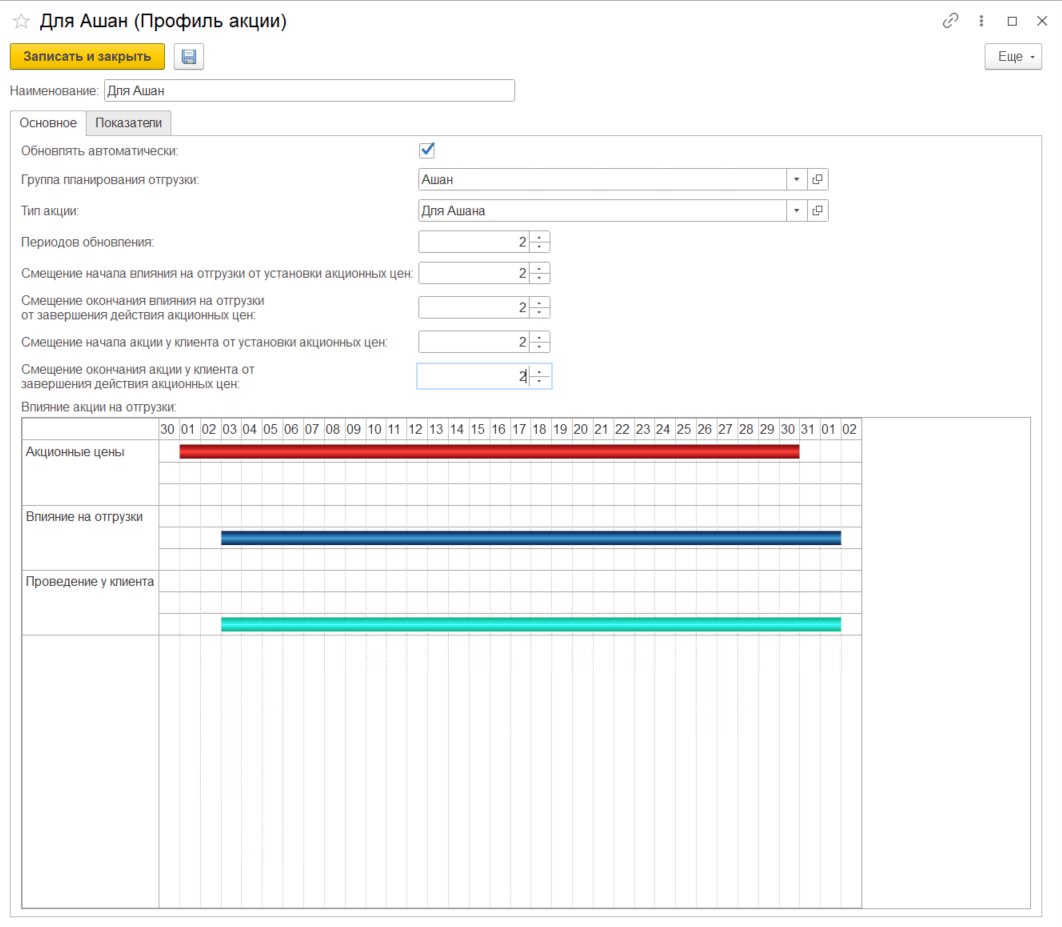 Для Ашан (Профиль акции)
Записать и закрыть
Еще
Наименование: Для Ашан
Основное Показатели
Обновлять автоматически:
Группа планирования отгрузки: Ашан
Тип акции: Для Ашана
Периодов обновления: 2
Смещение начала влияния на отгрузки от установки акционных цен: 2
Смещение окончания влияния на отгрузки
от завершения действия акционных цен: 2
Смещение начала акции у клиента от установки акционных цен: 2
Смещение окончания акции у клиента от
завершения действия акционных цен: 2
Влияние акции на отгрузки:
30 01 02 03 04 05 06 07 08 09 10 11 12 13 14 15 16 17 18 19 20 21 22 23 24 25 26 27 28 29 30 31 01 02
Акционные цены
Влияние на отгрузки
Проведение у клиента